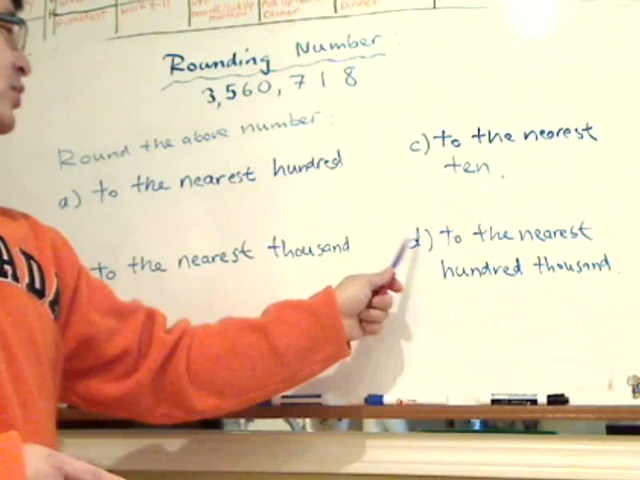 Rounding Number:
3,560,718
Round the above number:
a) to the nearest hundred
to the nearest thousand
c) to the nearest
ten.
d) to the nearest
hundred thousand.